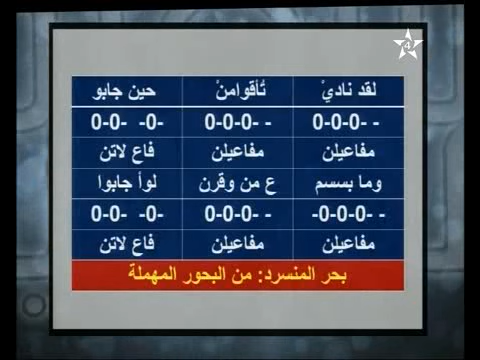 4
لقد ناديْ تُأقوامنْ حين جابو
0-0-0- - 0-0-0- - 0-0- -0-
مفاعيلن مفاعيلن فاع لاتن
وما بسسم ع من وقرن لوأ جابوا
-0-0-0- - 0-0-0- - 0-0- -0-
مفاعيلن مفاعيلن فاع لاتن
بحر المنسرد: من البحور المهملة